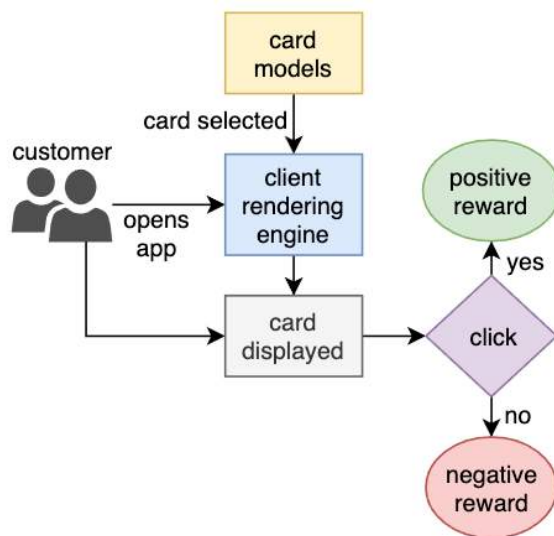 card
models
card selected
customer
client
rendering
engine
opens
app
positive
reward
yes
card
displayed
click
no
negative
reward